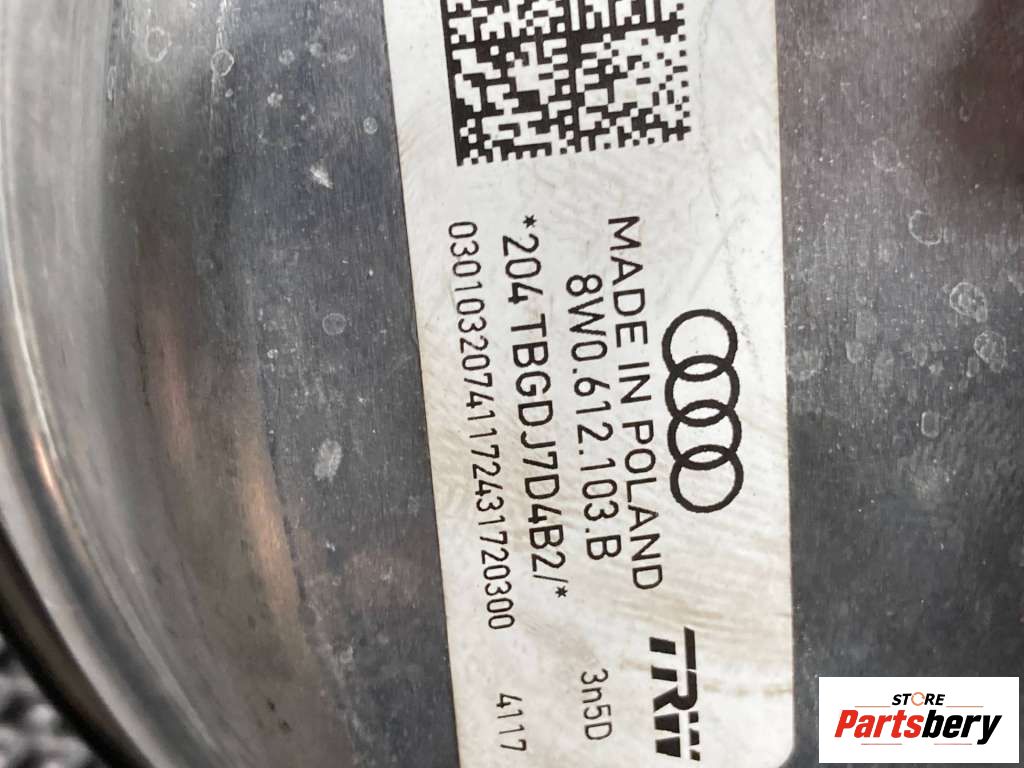 MADE IN POLAND
TRW
8W0.612.103.B
3n5D
*204 TBGDJ7D4B2/*
03010320741172431720300
4117
STORE
Partsbery